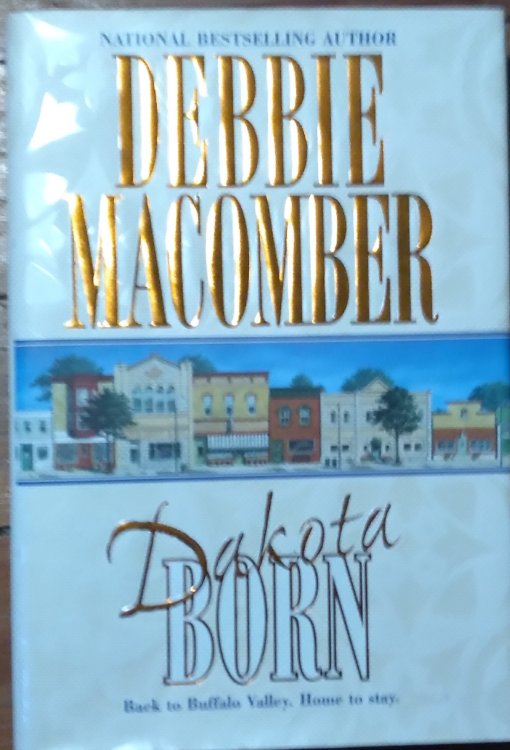 NATIONAL BESTSELLING AUTHOR
DEBBIE
MACOMBER
Dakota
BORN
Back to Buffalo Valley. Home to stay.